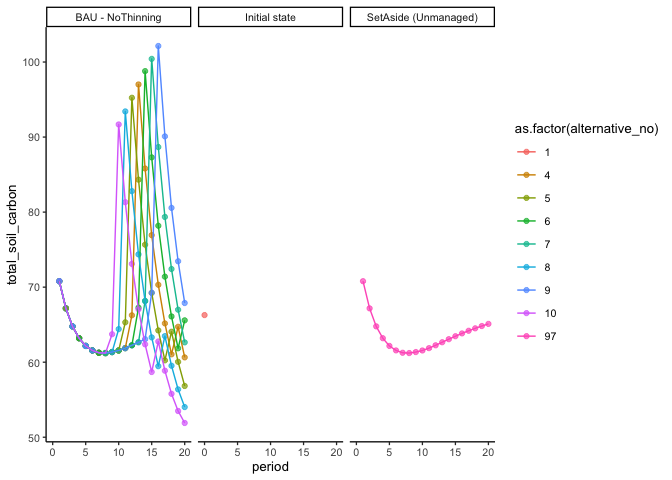 BAU - NoThinning
Initial state
SetAside (Unmanaged)
total_soil_carbon
100
90
80
70
60
50
0 5 10 15 20
0 5 10 15 20
0 5 10 15 20
period
as.factor(alternative_no)
1
4
5
6
7
8
9
10
97